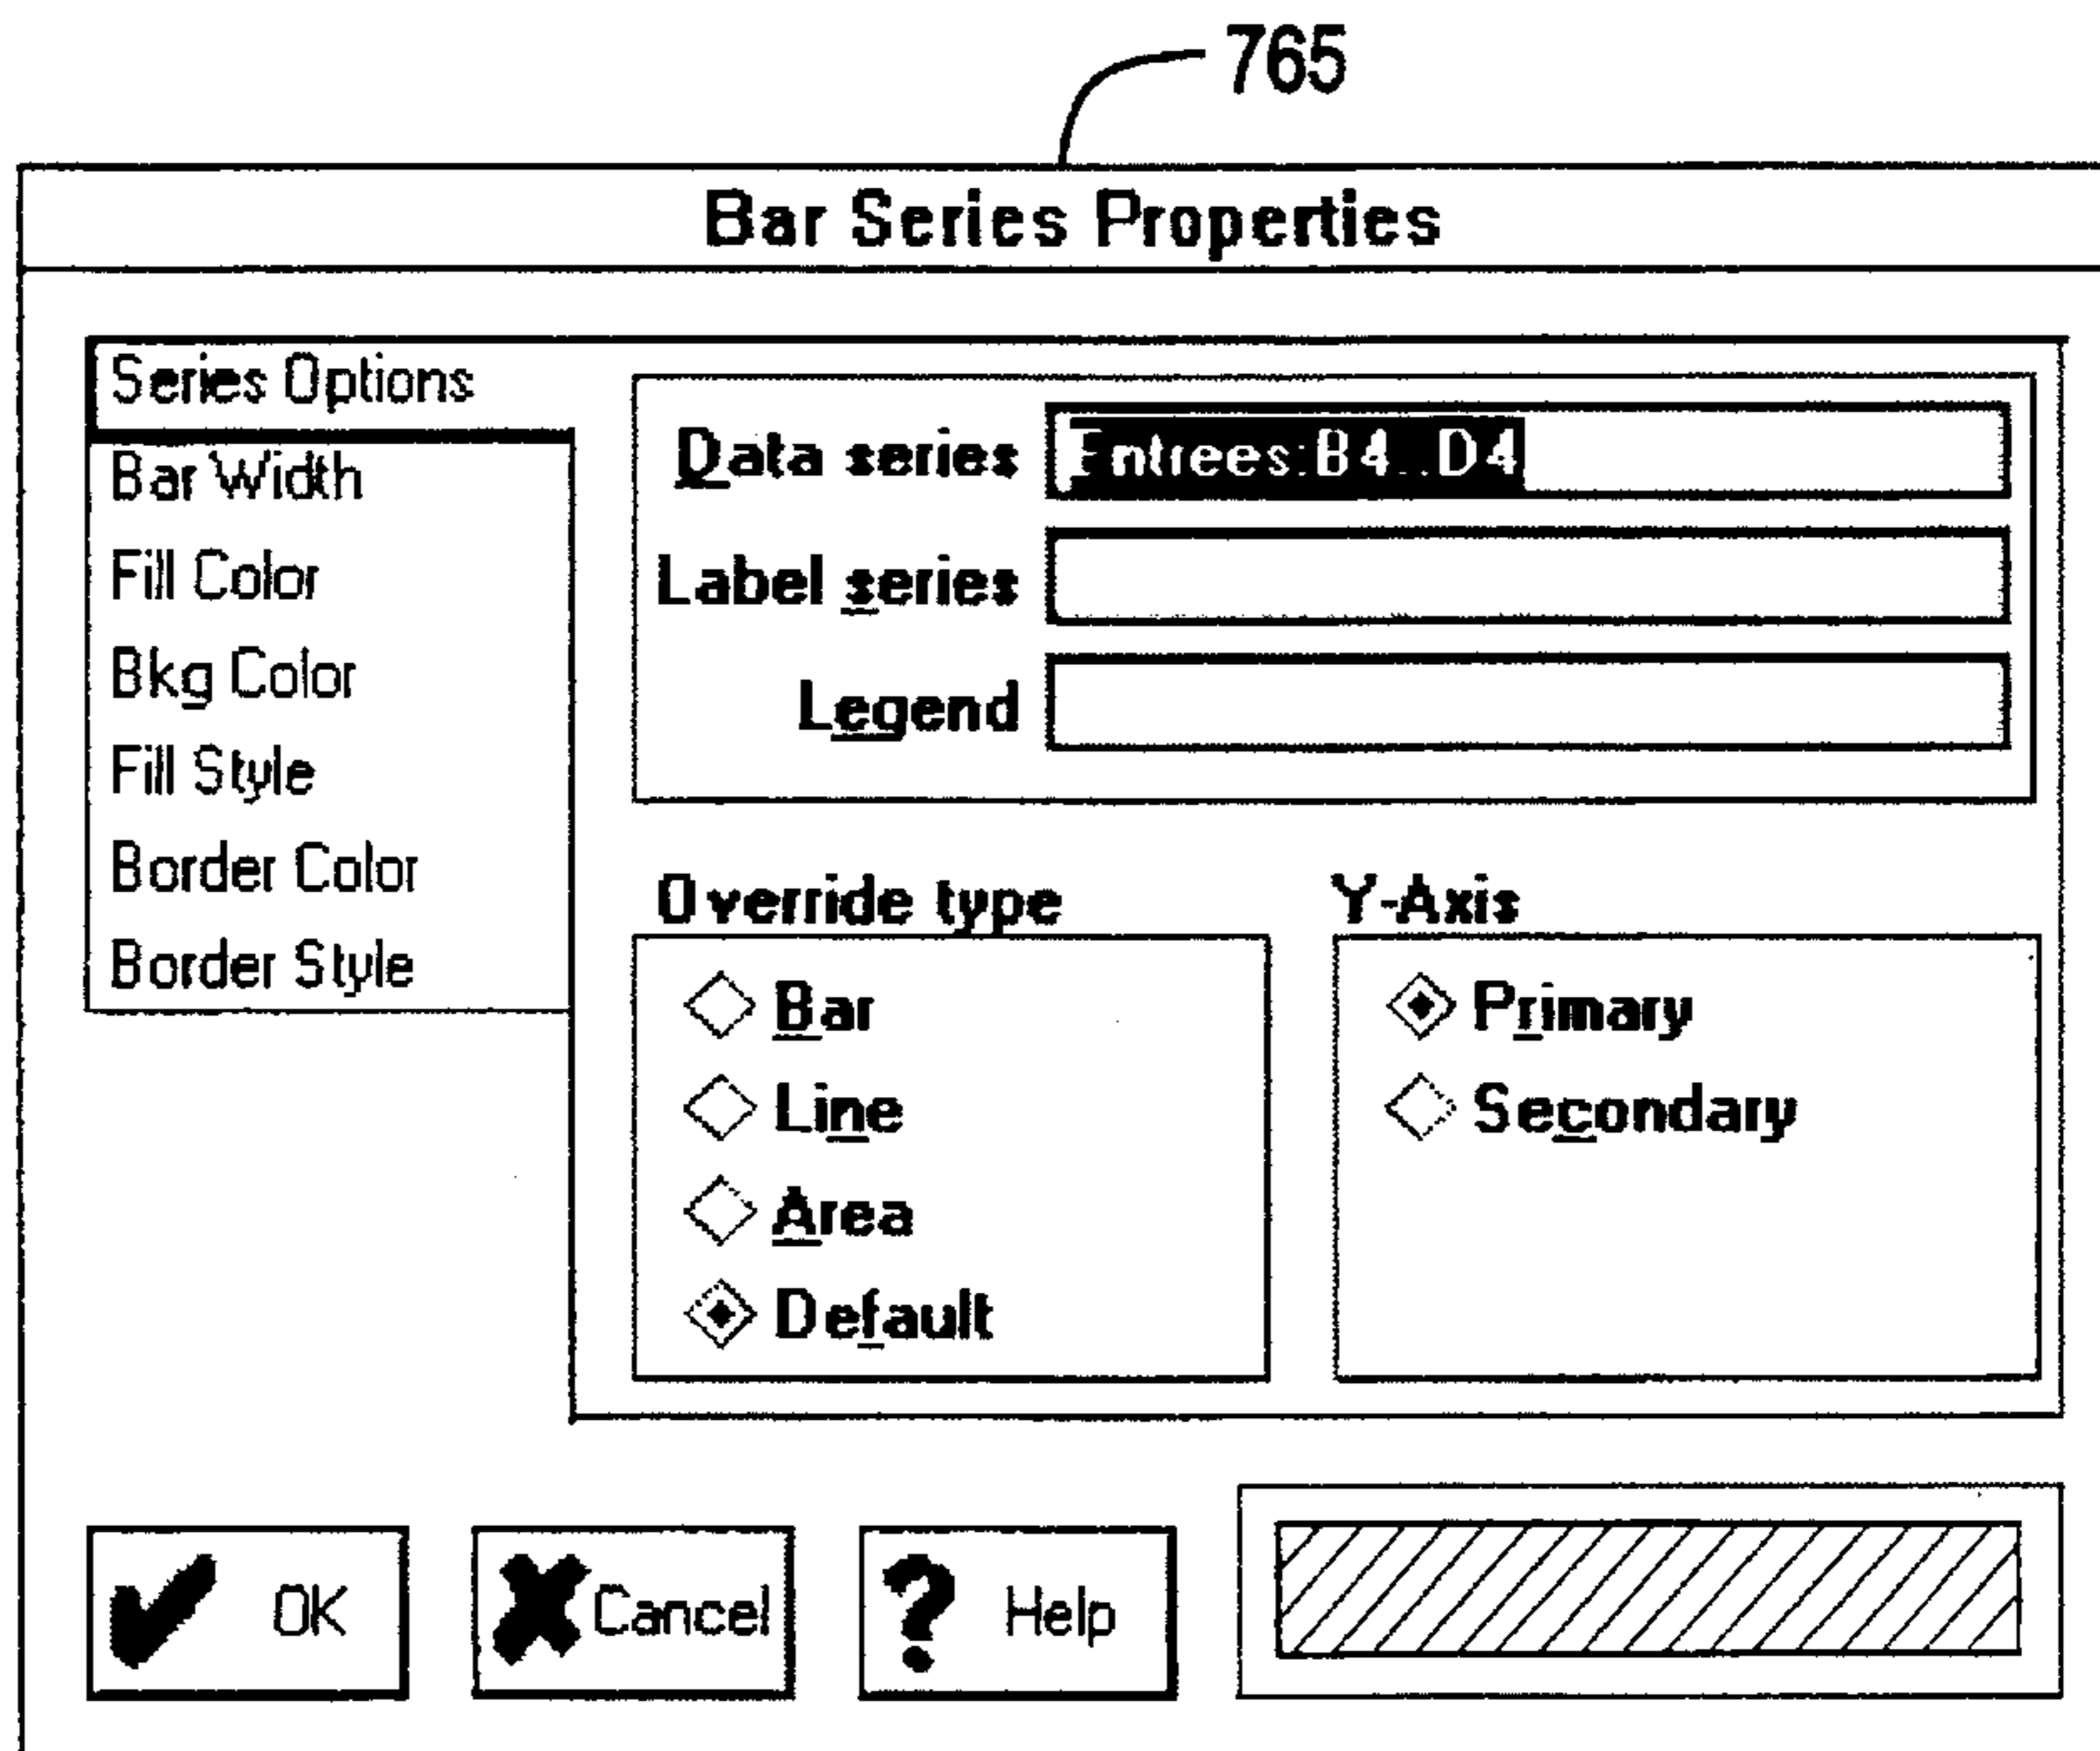 765
Bar Series Properties
Series Options
Bar Width
Fill Color
Bkg Color
Fill Style
Border Color
Border Style
Data series Entrees:B4..D4
Label series
Legend
Override type
Bar
Line
Area
Default
Y-Axis
Primary
Secondary
OK
Cancel
? Help